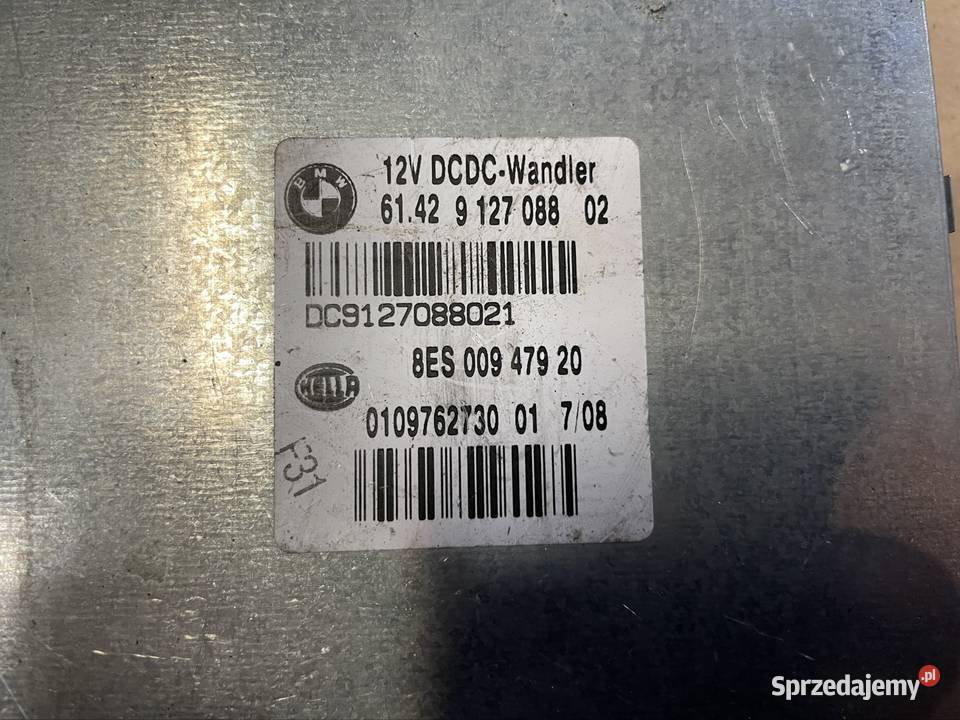 BMW
12V DCDC-Wandler
61.42 9 127 088 02
DC9127088021
8ES 009 479 20
HELLA
0109762730 01 7/08
F31
Sprzedajemy.pl